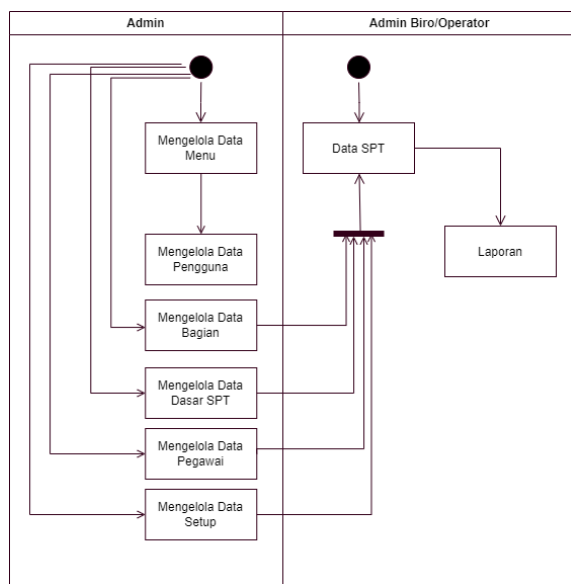 Admin
Admin Biro/Operator
Mengelola Data
Menu
Data SPT
Mengelola Data
Pengguna
Laporan
Mengelola Data
Bagian
Mengelola Data
Dasar SPT
Mengelola Data
Pegawai
Mengelola Data
Setup